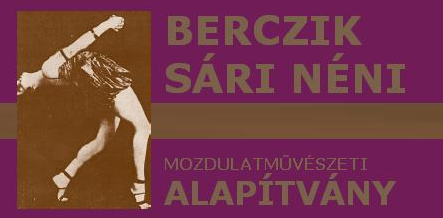 BERCZIK
SÁRI NÉNI
MOZDULATMŰVÉSZETI
ALAPÍTVÁNY